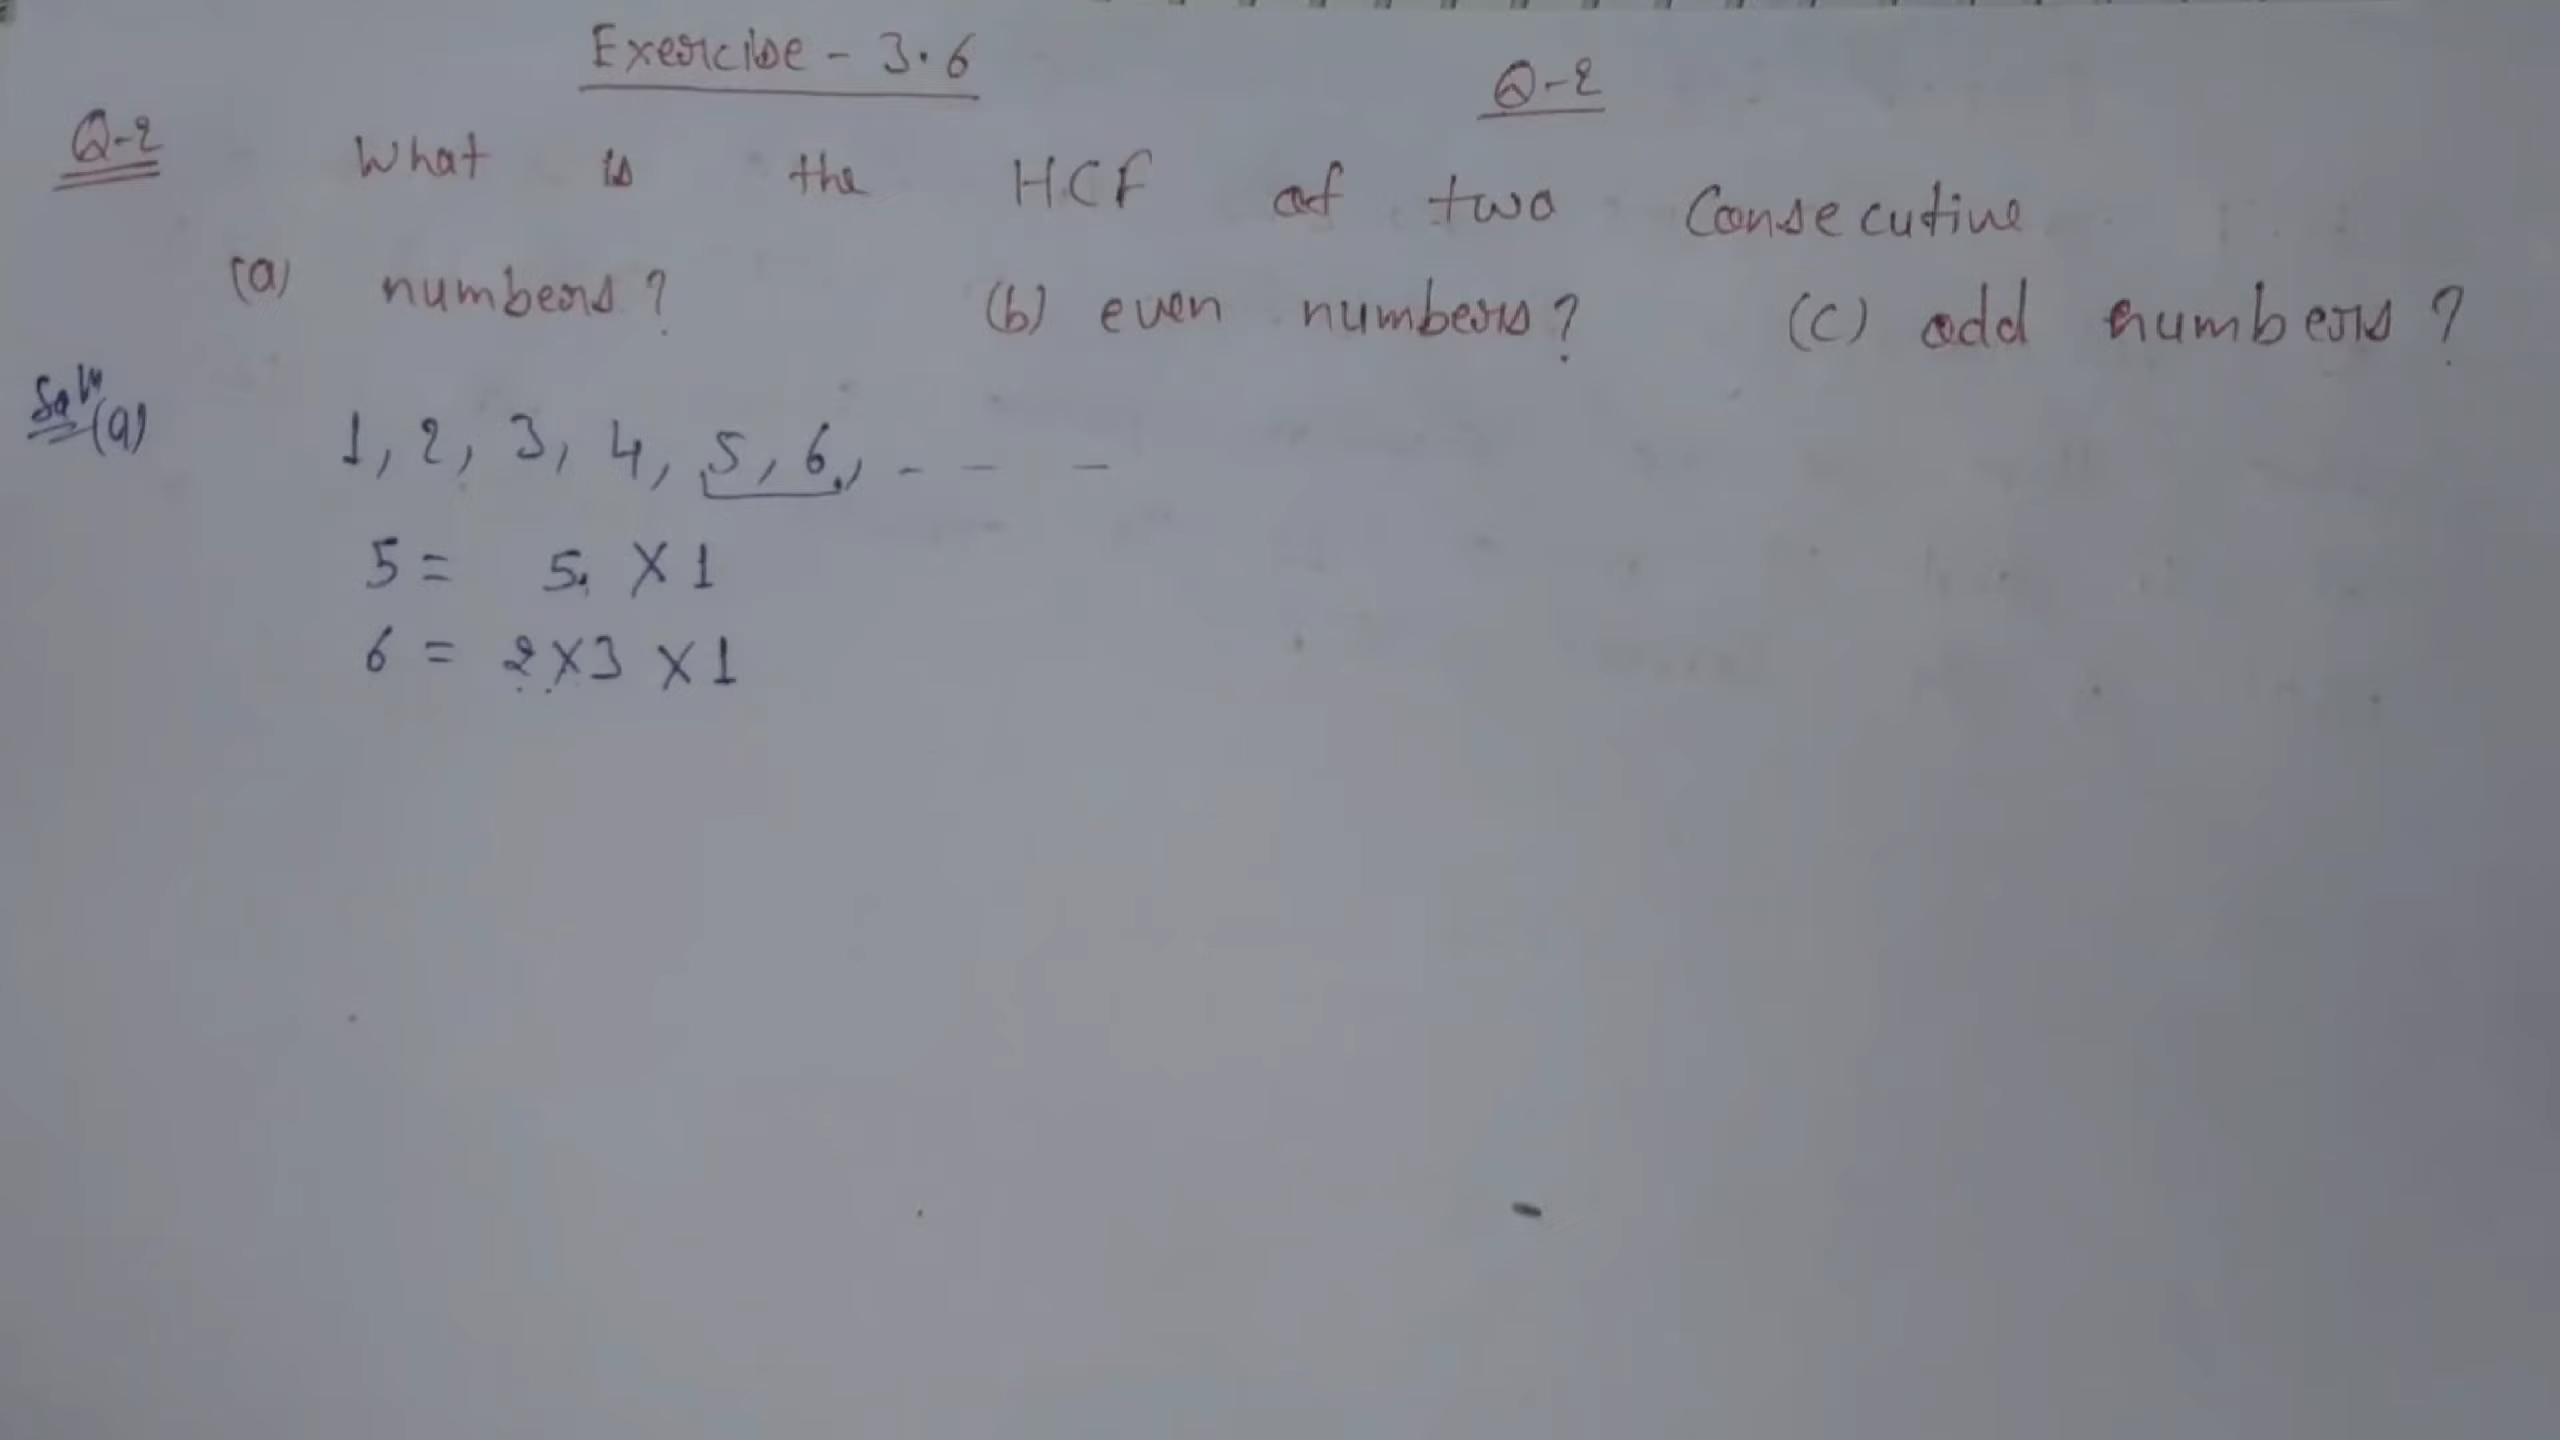 Exercise - 3.6
Q-2
Q-2 What is the HCF of two Consecutive
(a) numbers? (b) even numbers? (c) odd numbers?
Solⁿ (a) 1, 2, 3, 4, 5, 6, - - -
5 = 5 × 1
6 = 2 × 3 × 1